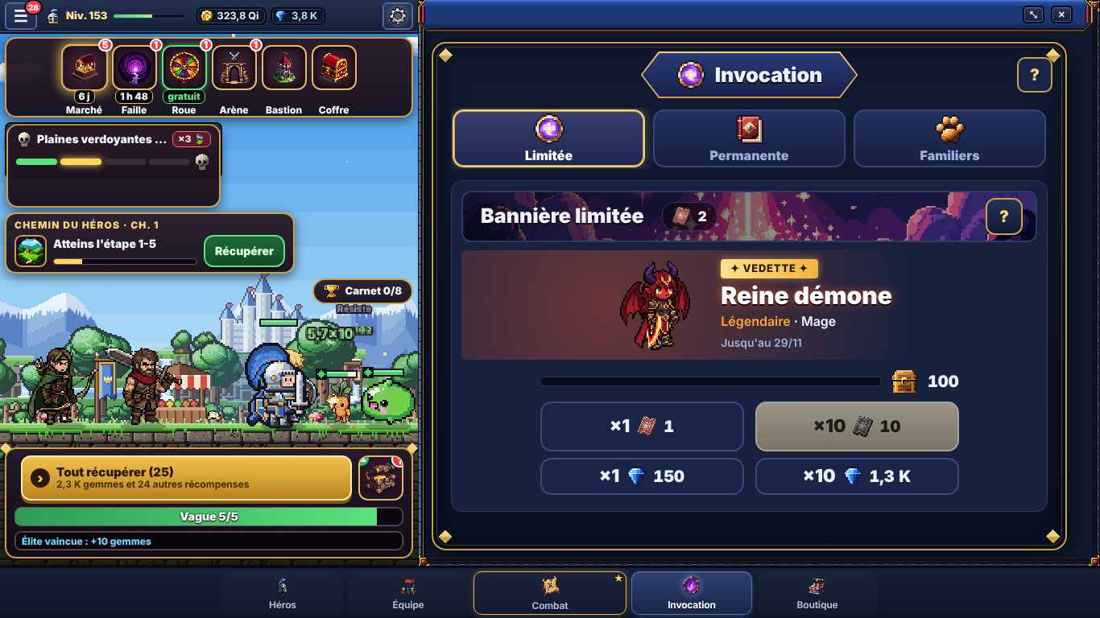 28
Niv. 153
323,8 Qi
3,8 K
5
1
1
1
6 j
1 h 48
gratuit
Marché
Faille
Roue
Arène
Bastion
Coffre
Plaines verdoyantes ...
×3
CHEMIN DU HÉROS · CH. 1
Atteins l'étape 1-5
Récupérer
Carnet 0/8
Résiste
Tout récupérer (25)
2,3 K gemmes et 24 autres récompenses
Vague 5/5
Élite vaincue : +10 gemmes
Invocation
?
Limitée
Permanente
Familiers
Bannière limitée
2
?
✦ VEDETTE ✦
Reine démone
Légendaire · Mage
Jusqu'au 29/11
100
×1 1
×10 10
×1 150
×10 1,3 K
Héros
Équipe
Combat
Invocation
Boutique